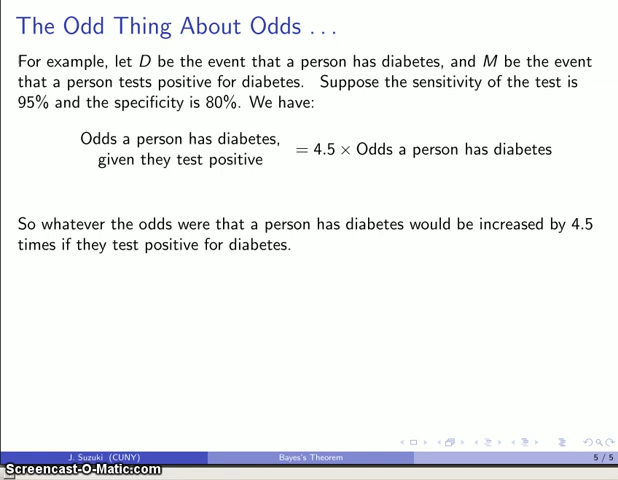 The Odd Thing About Odds ...
For example, let D be the event that a person has diabetes, and M be the event
that a person tests positive for diabetes. Suppose the sensitivity of the test is
95% and the specificity is 80%. We have:
Odds a person has diabetes,
given they test positive
= 4.5 × Odds a person has diabetes
So whatever the odds were that a person has diabetes would be increased by 4.5
times if they test positive for diabetes.
J. Suzuki (CUNY)
Bayes's Theorem
5 / 5
Screencast-O-Matic.com